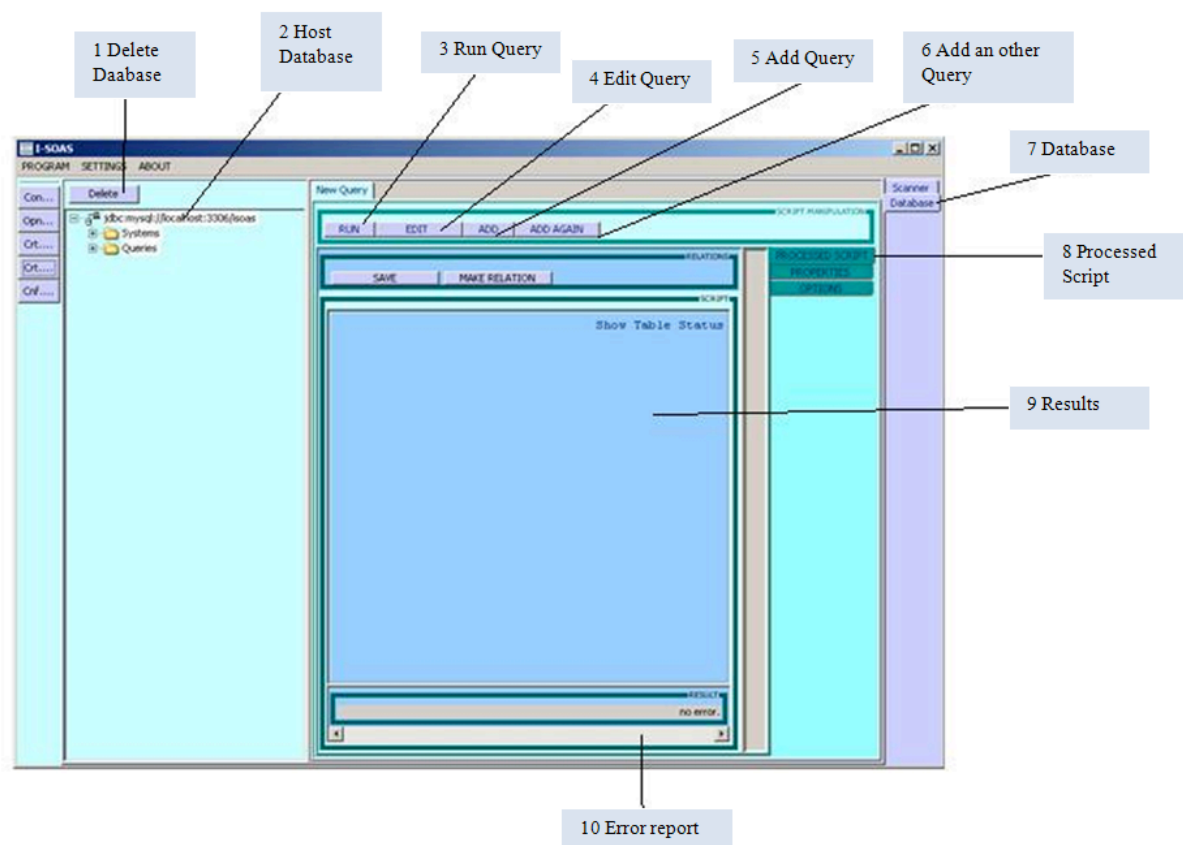 1 Delete
Daabase
2 Host
Database
3 Run Query
4 Edit Query
5 Add Query
6 Add an other
Query
7 Database
8 Processed
Script
9 Results
10 Error report
I-SOAS
PROGRAM SETTINGS ABOUT
Con...
Opn...
Crt....
Crt....
Cnf....
Delete
jdbc:mysql://localhost:3306/isoas
Systems
Queries
New Query
SCRIPT MANIPULATION
RUN EDIT ADD ADD AGAIN
RELATIONS
SAVE MAKE RELATION
SCRIPT
Show Table Status
RESULT
no error.
PROCESSED SCRIPT
PROPERTIES
OPTIONS
Scanner
Database